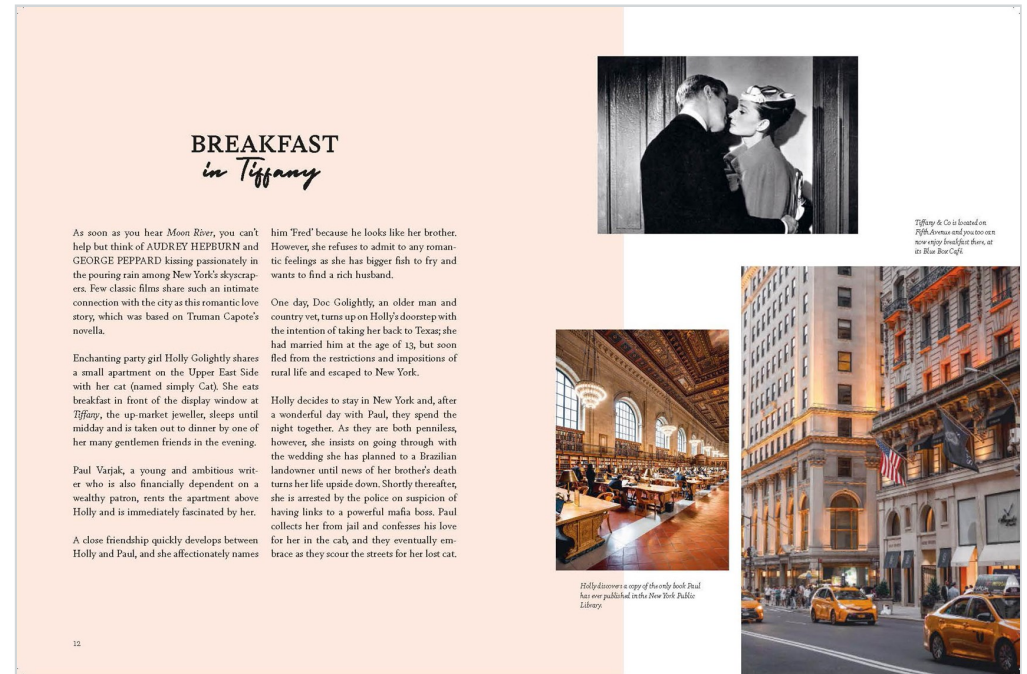 BREAKFAST
in Tiffany
As soon as you hear Moon River, you can't
help but think of AUDREY HEPBURN and
GEORGE PEPPARD kissing passionately in
the pouring rain among New York's skyscrap-
ers. Few classic films share such an intimate
connection with the city as this romantic love
story, which was based on Truman Capote's
novella.
Enchanting party girl Holly Golightly shares
a small apartment on the Upper East Side
with her cat (named simply Cat). She eats
breakfast in front of the display window at
Tiffany, the up-market jeweller, sleeps until
midday and is taken out to dinner by one of
her many gentlemen friends in the evening.
Paul Varjak, a young and ambitious writ-
er who is also financially dependent on a
wealthy patron, rents the apartment above
Holly and is immediately fascinated by her.
A close friendship quickly develops between
Holly and Paul, and she affectionately names
him 'Fred' because he looks like her brother.
However, she refuses to admit to any roman-
tic feelings as she has bigger fish to fry and
wants to find a rich husband.
One day, Doc Golightly, an older man and
country vet, turns up on Holly's doorstep with
the intention of taking her back to Texas; she
had married him at the age of 13, but soon
fled from the restrictions and impositions of
rural life and escaped to New York.
Holly decides to stay in New York and, after
a wonderful day with Paul, they spend the
night together. As they are both penniless,
however, she insists on going through with
the wedding she has planned to a Brazilian
landowner until news of her brother's death
turns her life upside down. Shortly thereafter,
she is arrested by the police on suspicion of
having links to a powerful mafia boss. Paul
collects her from jail and confesses his love
for her in the cab, and they eventually em-
brace as they scour the streets for her lost cat.
12
Tiffany & Co is located on
Fifth Avenue and you too can
now enjoy breakfast there, at
its Blue Box Café.
Holly discovers a copy of the only book Paul
has ever published in the New York Public
Library.